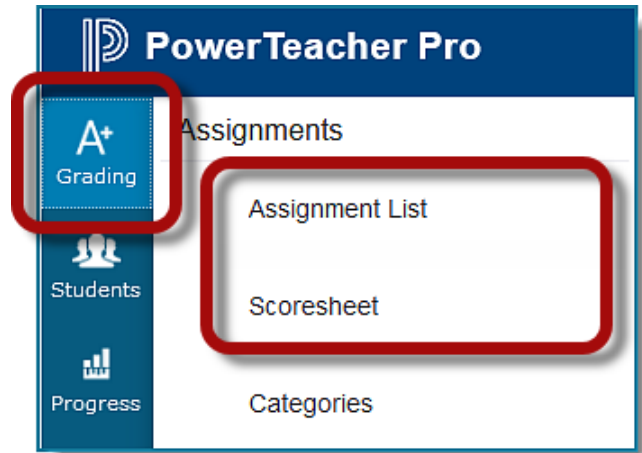 PowerTeacher Pro
A+
Grading
Assignments
Assignment List
Students
Scoresheet
Progress
Categories